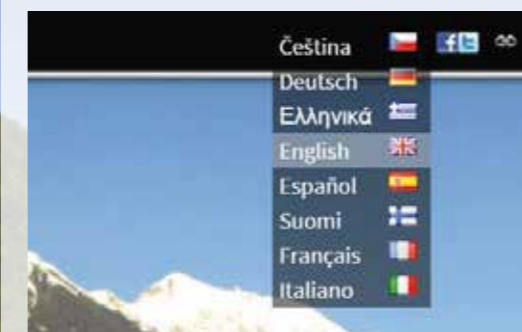 Čeština
Deutsch
Ελληνικά
English
Español
Suomi
Français
Italiano